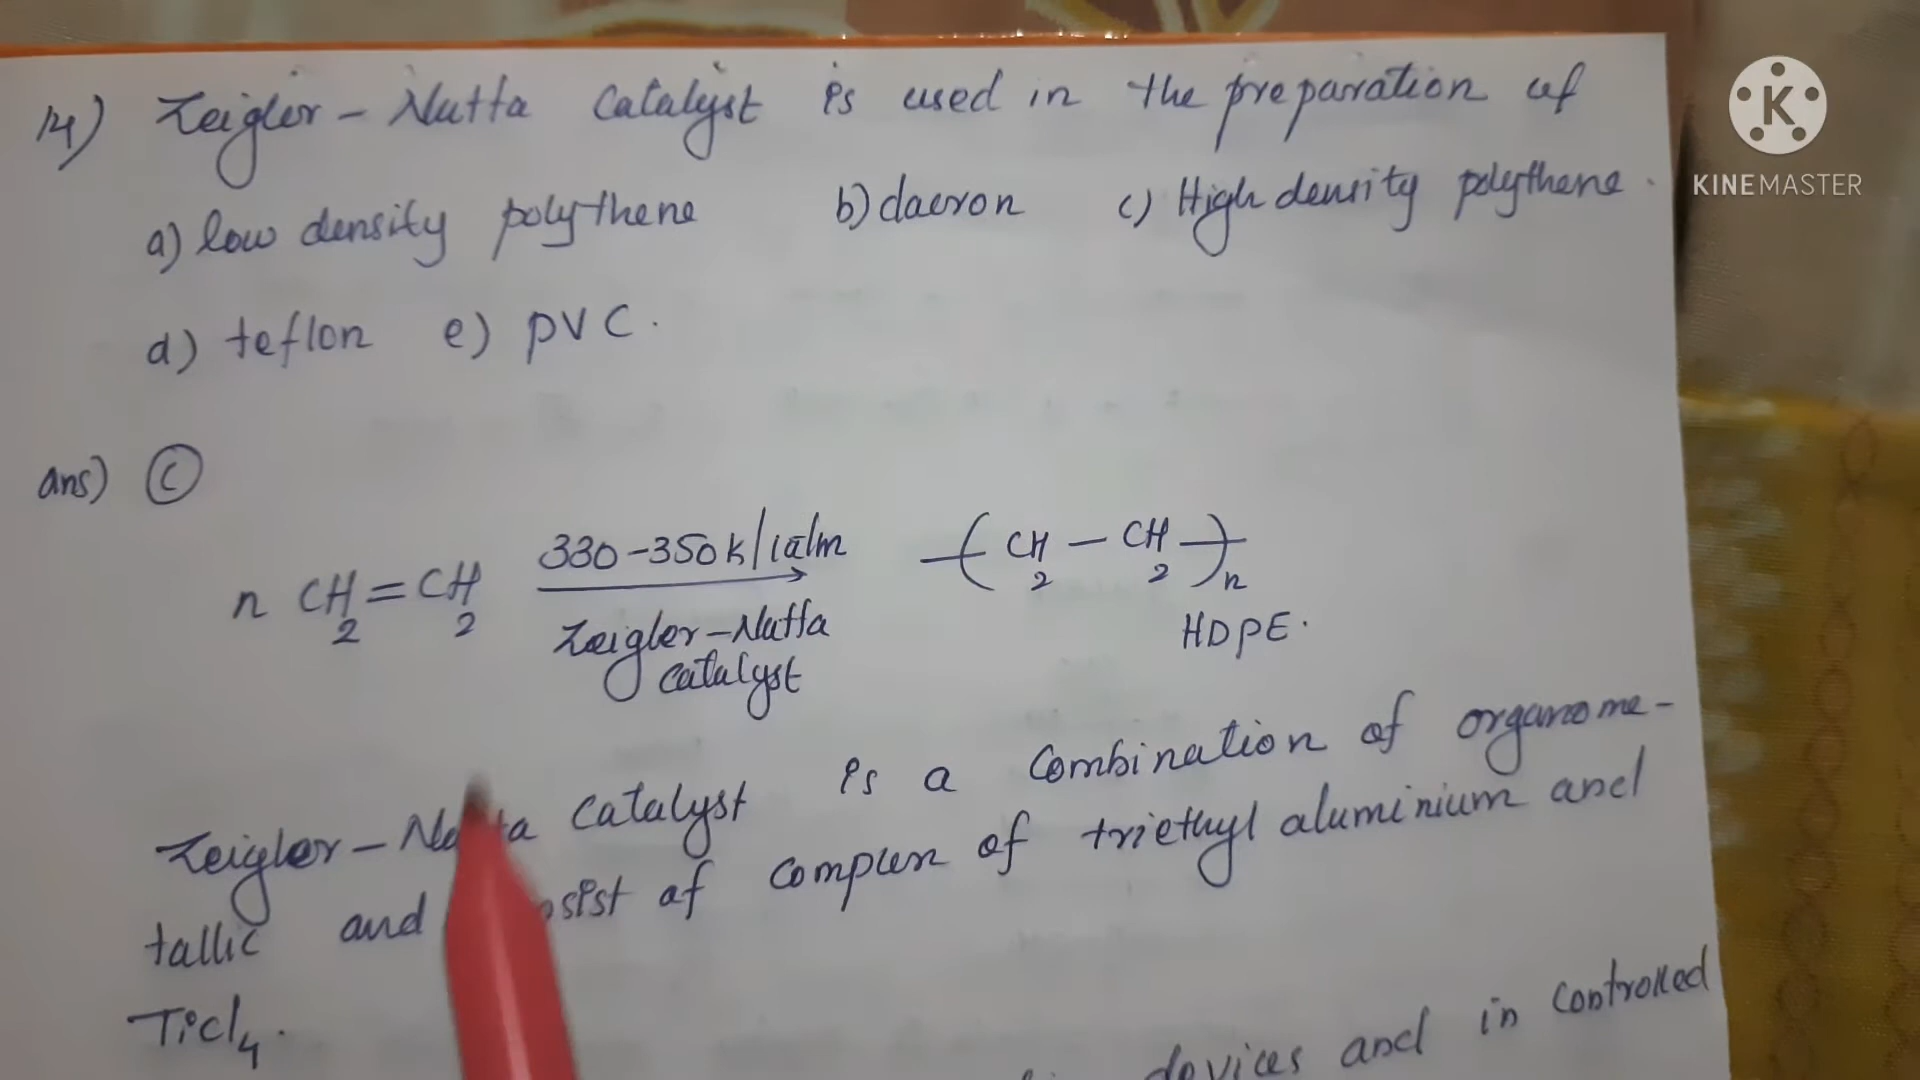 14) Zeigler - Natta Catalyst is used in the preparation of
a) low density polythene b) dacron c) High density polythene.
d) teflon e) PVC.
ans) C
n CH2=CH2 330-350K/1atm -(CH2-CH2)-n
Zeigler-Natta HDPE.
catalyst
Zeigler-Natta Catalyst is a combination of organome-
tallic and of complex of triethyl aluminium and
TiCl4.
devices and in controlled
K
KINEMASTER